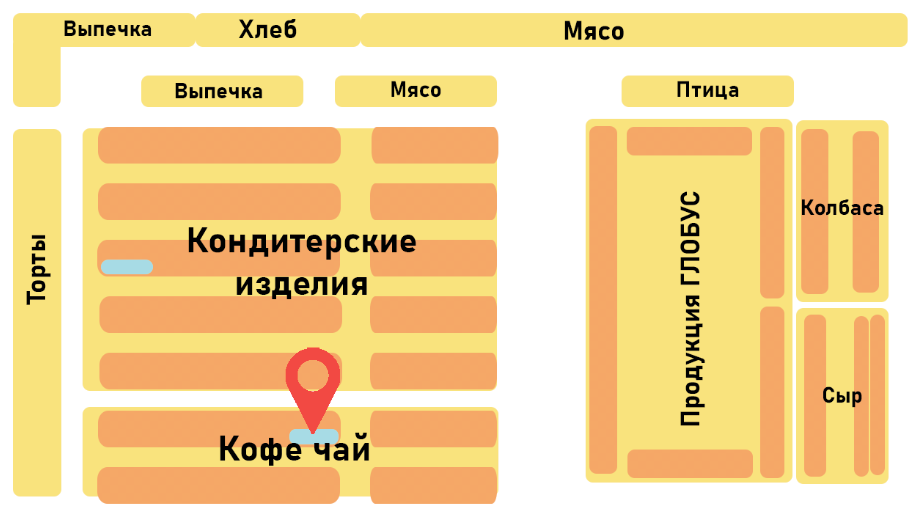 Выпечка
Хлеб
Мясо
Выпечка
Мясо
Птица
Торты
Кондитерские
изделия
Кофе чай
Продукция ГЛОБУС
Колбаса
Сыр